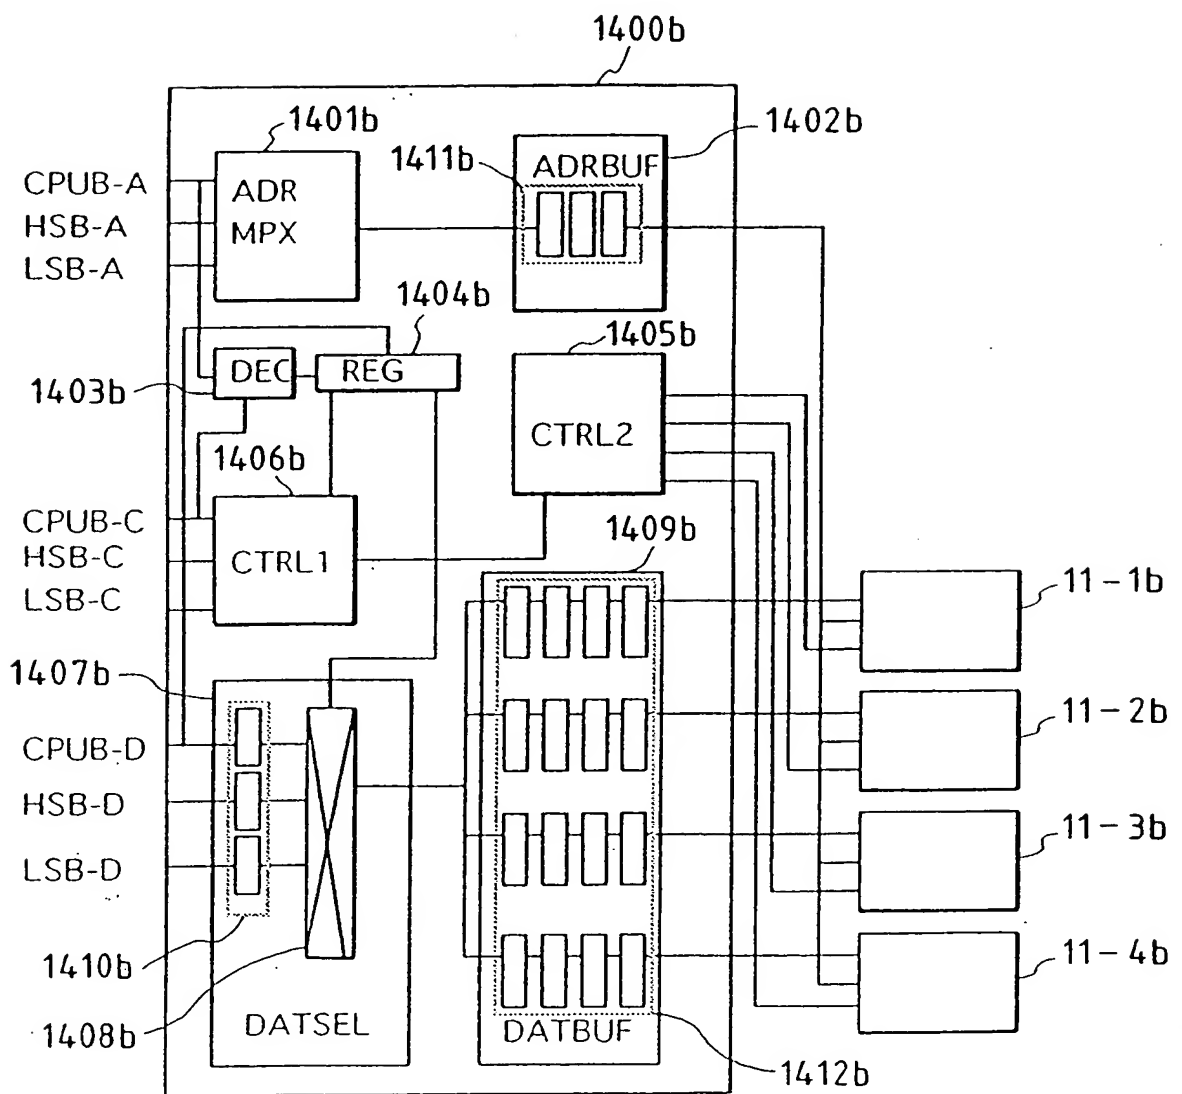 1400b
1401b
1402b
1411b
CPUB-A
ADR
ADRBUF
HSB-A
MPX
LSB-A
1404b
1405b
DEC
REG
1403b
CTRL2
1406b
CPUB-C
1409b
HSB-C
CTRL1
11-1b
LSB-C
1407b
11-2b
CPUB-D
HSB-D
11-3b
LSB-D
11-4b
1410b
1408b
DATSEL
DATBUF
1412b